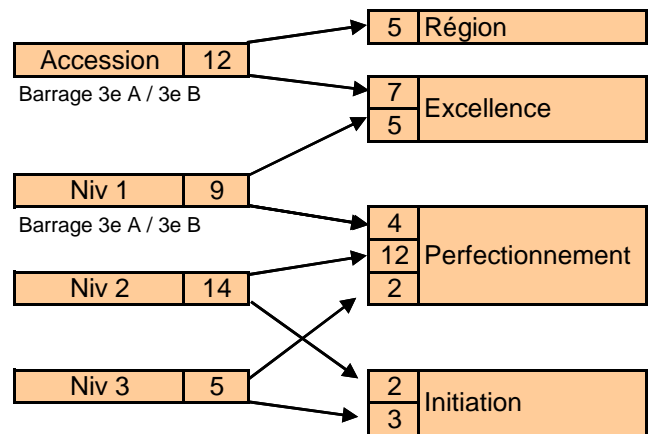 5 Région
Accession 12
Barrage 3e A / 3e B
7
5
Excellence
Niv 1 9
Barrage 3e A / 3e B
4
12
2
Perfectionnement
Niv 2 14
Niv 3 5
2
3
Initiation